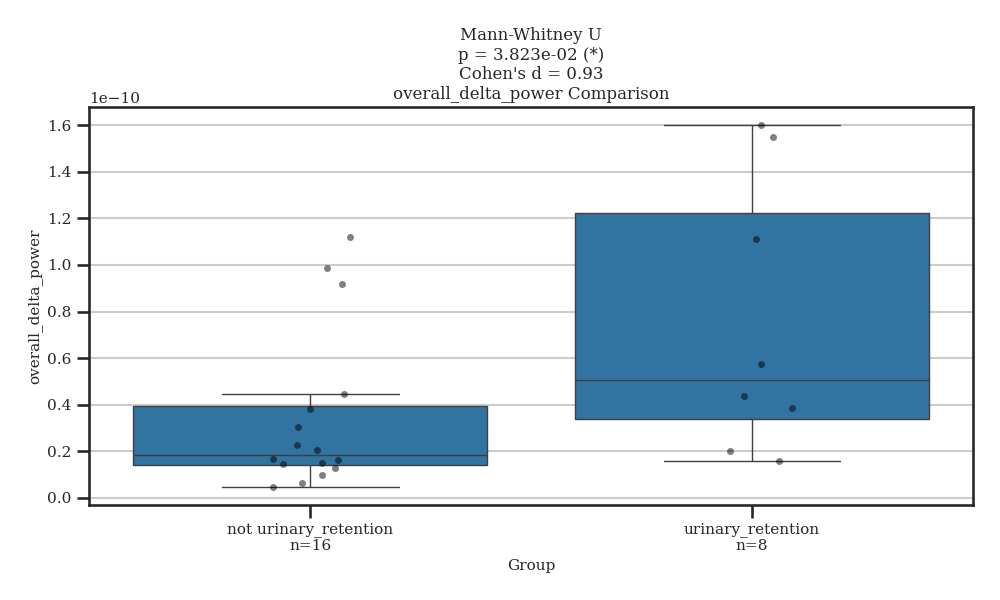 Mann-Whitney U
p = 3.823e-02 (*)
Cohen's d = 0.93
overall_delta_power Comparison
1e−10
1.6
1.4
1.2
1.0
0.8
0.6
0.4
0.2
0.0
overall_delta_power
not urinary_retention
n=16
urinary_retention
n=8
Group